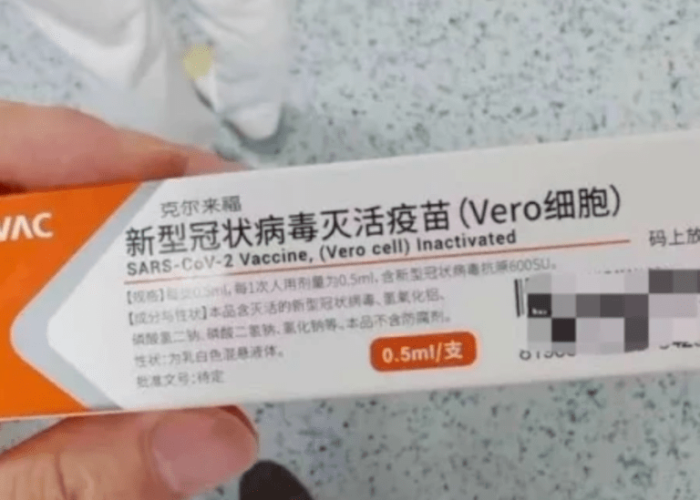 VAC
克尔来福
新型冠状病毒灭活疫苗(Vero细胞)
SARS-CoV-2 Vaccine, (Vero cell) Inactivated
码上放
【规格】每支0.5ml, 每1次人用剂量为0.5ml, 含新型冠状病毒抗原600SU。
【成分与性状】本品含灭活的新型冠状病毒、氢氧化铝、
磷酸氢二钠、磷酸二氢钠、氯化钠等。本品不含防腐剂。
性状:为乳白色混悬液体。
批准文号:待定
0.5ml/支